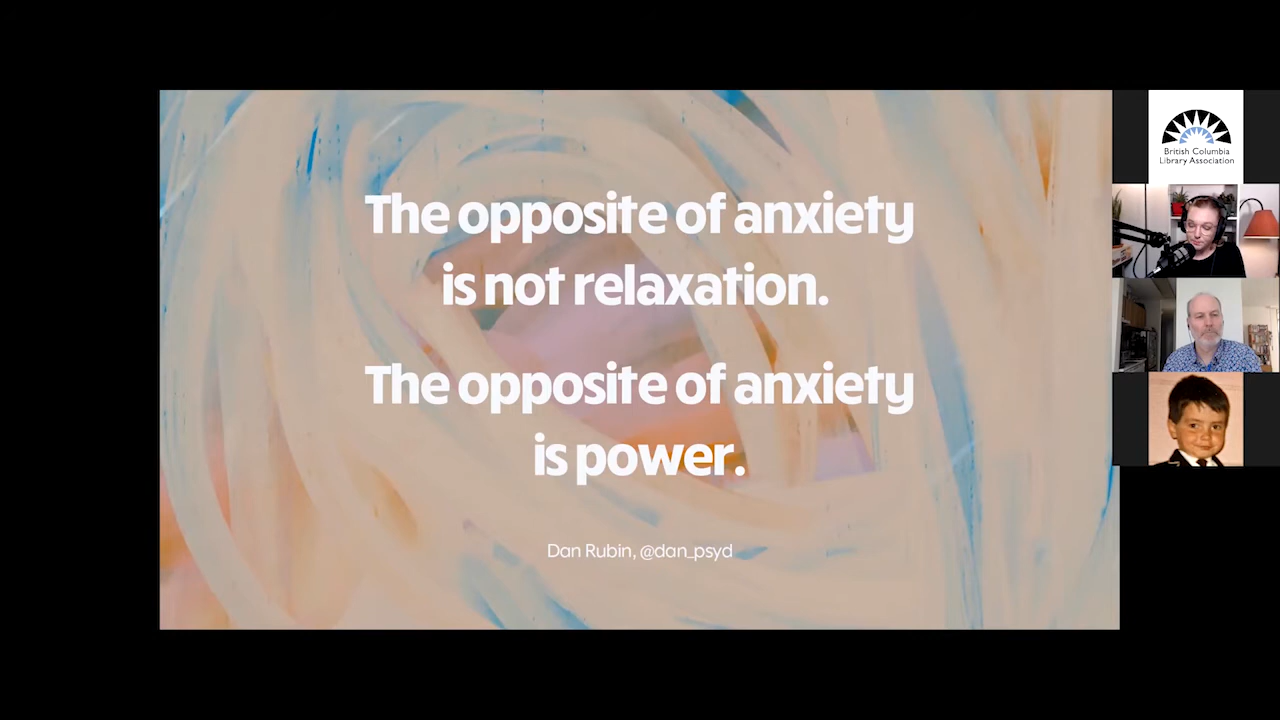 The opposite of anxiety
is not relaxation.
The opposite of anxiety
is power.
Dan Rubin, @dan_psyd
British Columbia
Library Association